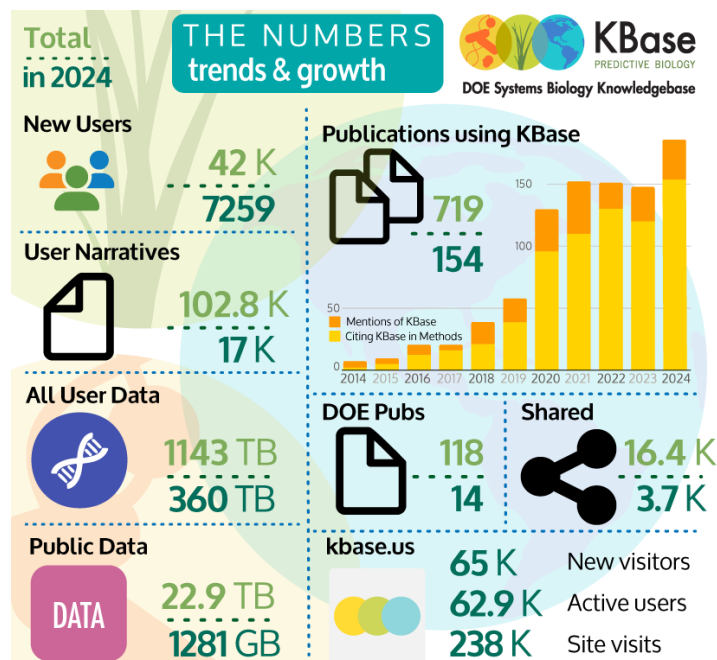 Total
in 2024
THE NUMBERS
trends & growth
KBase
PREDICTIVE BIOLOGY
DOE Systems Biology Knowledgebase
New Users
42 K
7259
User Narratives
102.8 K
17 K
All User Data
1143 TB
360 TB
Public Data
DATA
22.9 TB
1281 GB
Publications using KBase
719
154
150
100
50
0
Mentions of KBase
Citing KBase in Methods
2014 2015 2016 2017 2018 2019 2020 2021 2022 2023 2024
DOE Pubs
118
14
Shared
16.4 K
3.7 K
kbase.us
65 K New visitors
62.9 K Active users
238 K Site visits